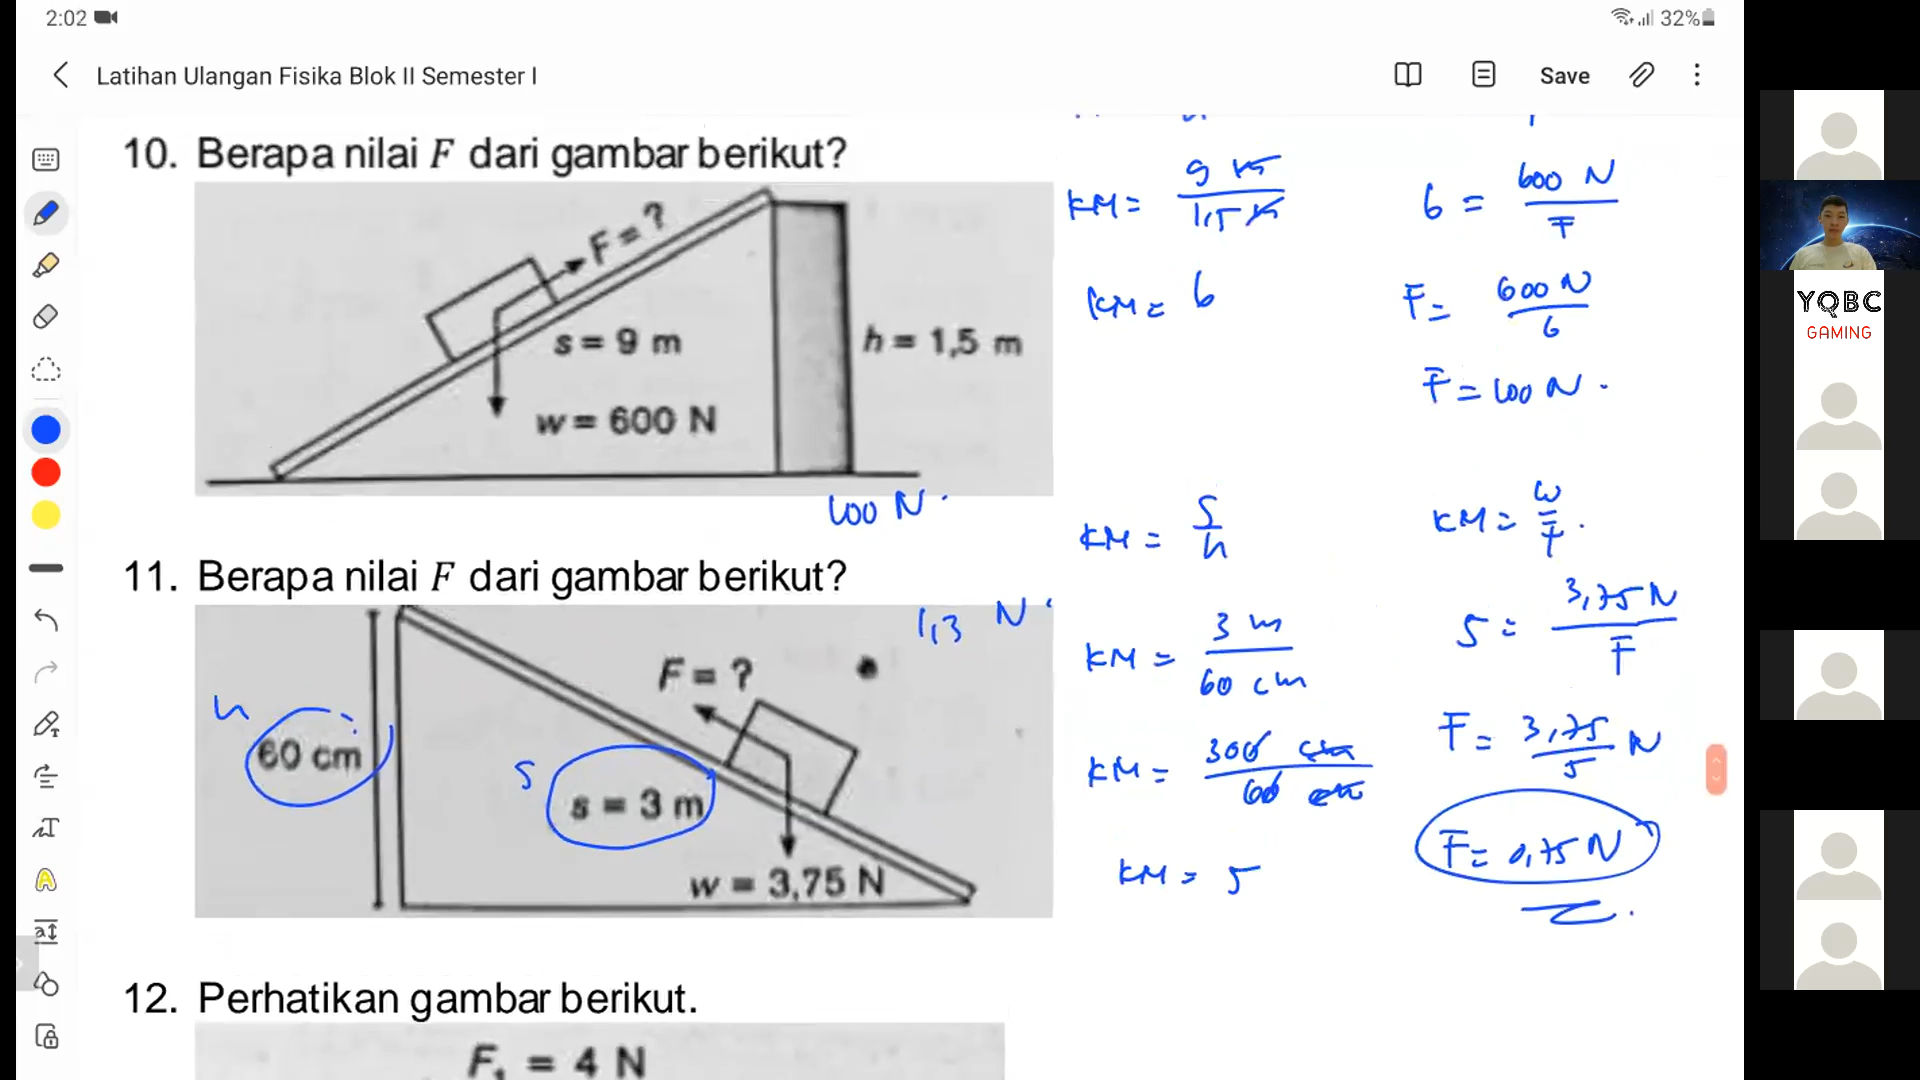 2:02
32%
Latihan Ulangan Fisika Blok II Semester I
Save
10. Berapa nilai F dari gambar berikut?
F = ?
s = 9 m
h = 1,5 m
w = 600 N
100 N
KM = 9 m / 1,5 m
KM = 6
6 = 600 N / F
F = 600 N / 6
F = 100 N.
11. Berapa nilai F dari gambar berikut?
1,3 N
F = ?
h
60 cm
s
s = 3 m
w = 3,75 N
KM = s / h
KM = 3 m / 60 cm
KM = 300 cm / 60 cm
KM = 5
KM = w / F.
5 = 3,75 N / F
F = 3,75 / 5 N
F = 0,75 N
12. Perhatikan gambar berikut.
F₁ = 4 N
YQBC
GAMING